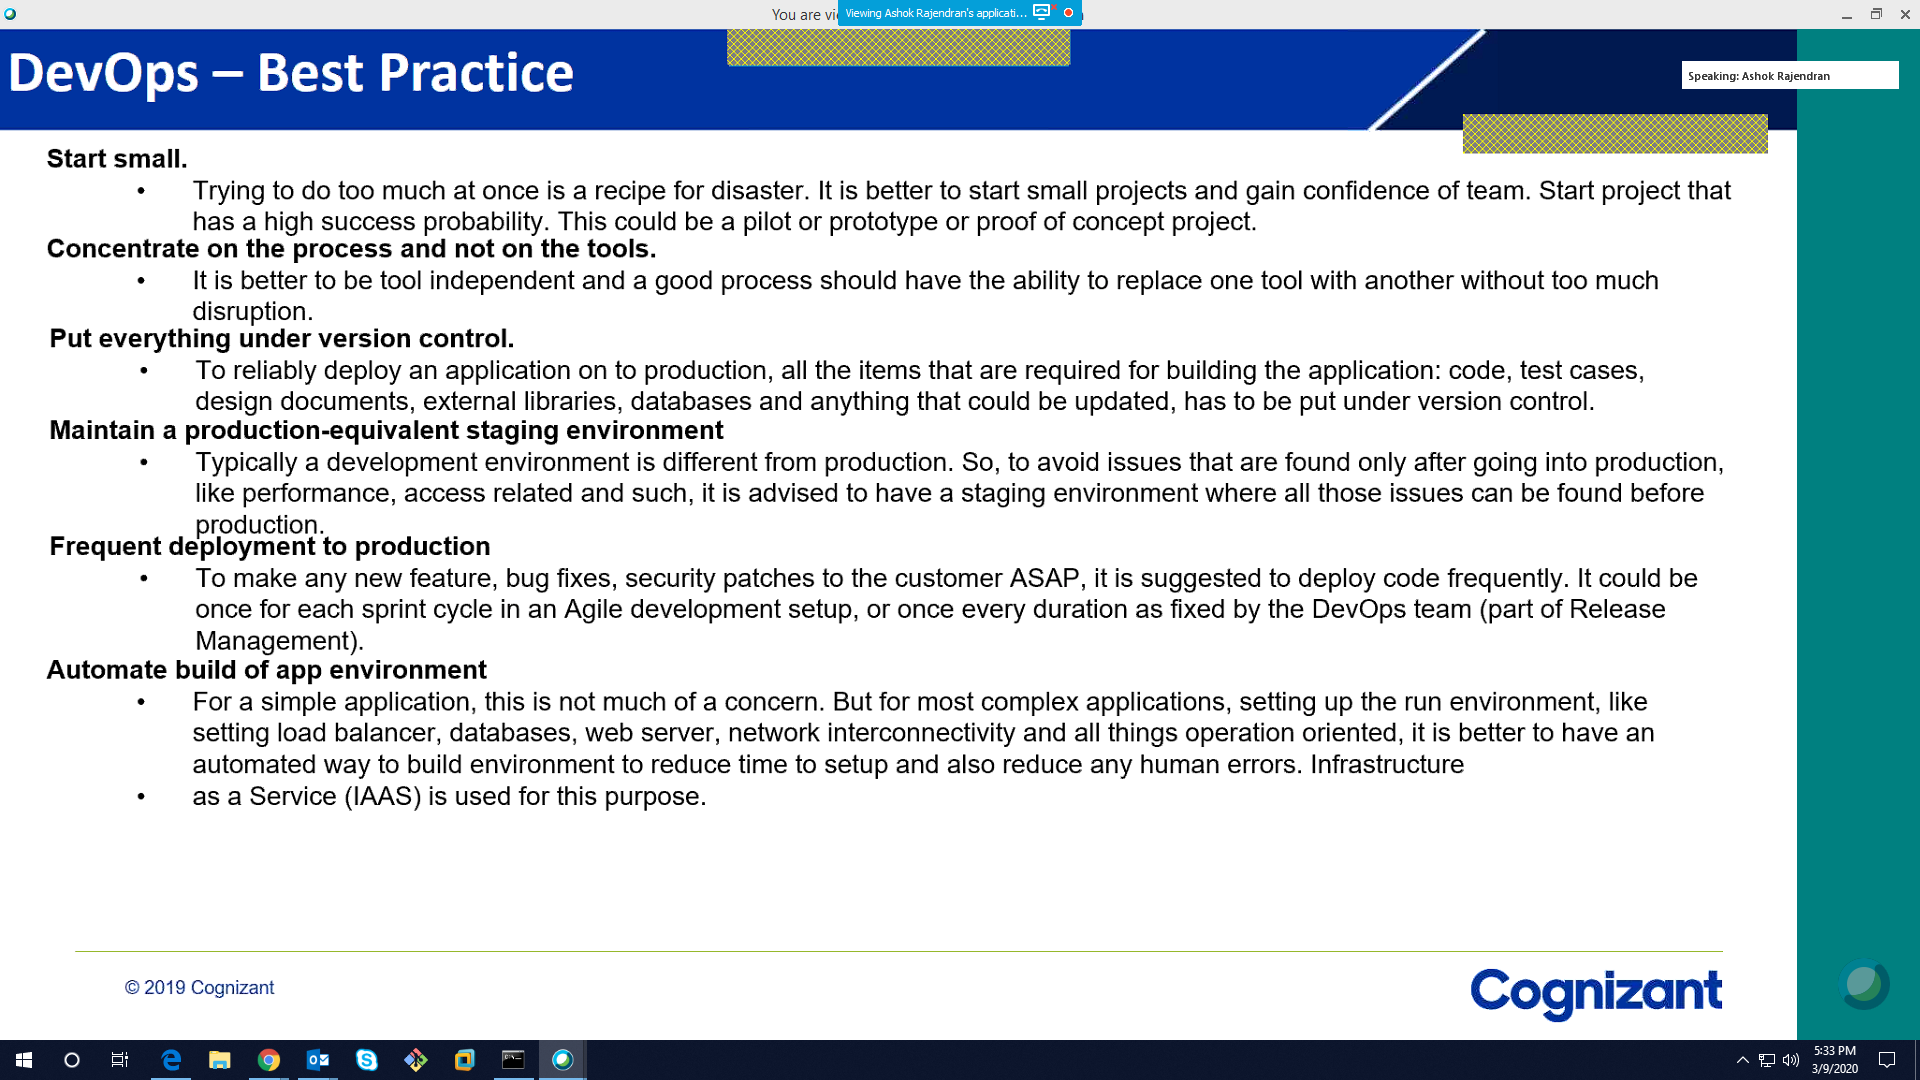 You are vi
Viewing Ashok Rajendran's applicati...
DevOps – Best Practice
Speaking: Ashok Rajendran
Start small.
• Trying to do too much at once is a recipe for disaster. It is better to start small projects and gain confidence of team. Start project that
has a high success probability. This could be a pilot or prototype or proof of concept project.
Concentrate on the process and not on the tools.
• It is better to be tool independent and a good process should have the ability to replace one tool with another without too much
disruption.
Put everything under version control.
• To reliably deploy an application on to production, all the items that are required for building the application: code, test cases,
design documents, external libraries, databases and anything that could be updated, has to be put under version control.
Maintain a production-equivalent staging environment
• Typically a development environment is different from production. So, to avoid issues that are found only after going into production,
like performance, access related and such, it is advised to have a staging environment where all those issues can be found before
production.
Frequent deployment to production
• To make any new feature, bug fixes, security patches to the customer ASAP, it is suggested to deploy code frequently. It could be
once for each sprint cycle in an Agile development setup, or once every duration as fixed by the DevOps team (part of Release
Management).
Automate build of app environment
• For a simple application, this is not much of a concern. But for most complex applications, setting up the run environment, like
setting load balancer, databases, web server, network interconnectivity and all things operation oriented, it is better to have an
automated way to build environment to reduce time to setup and also reduce any human errors. Infrastructure
• as a Service (IAAS) is used for this purpose.
© 2019 Cognizant
Cognizant
5:33 PM
3/9/2020